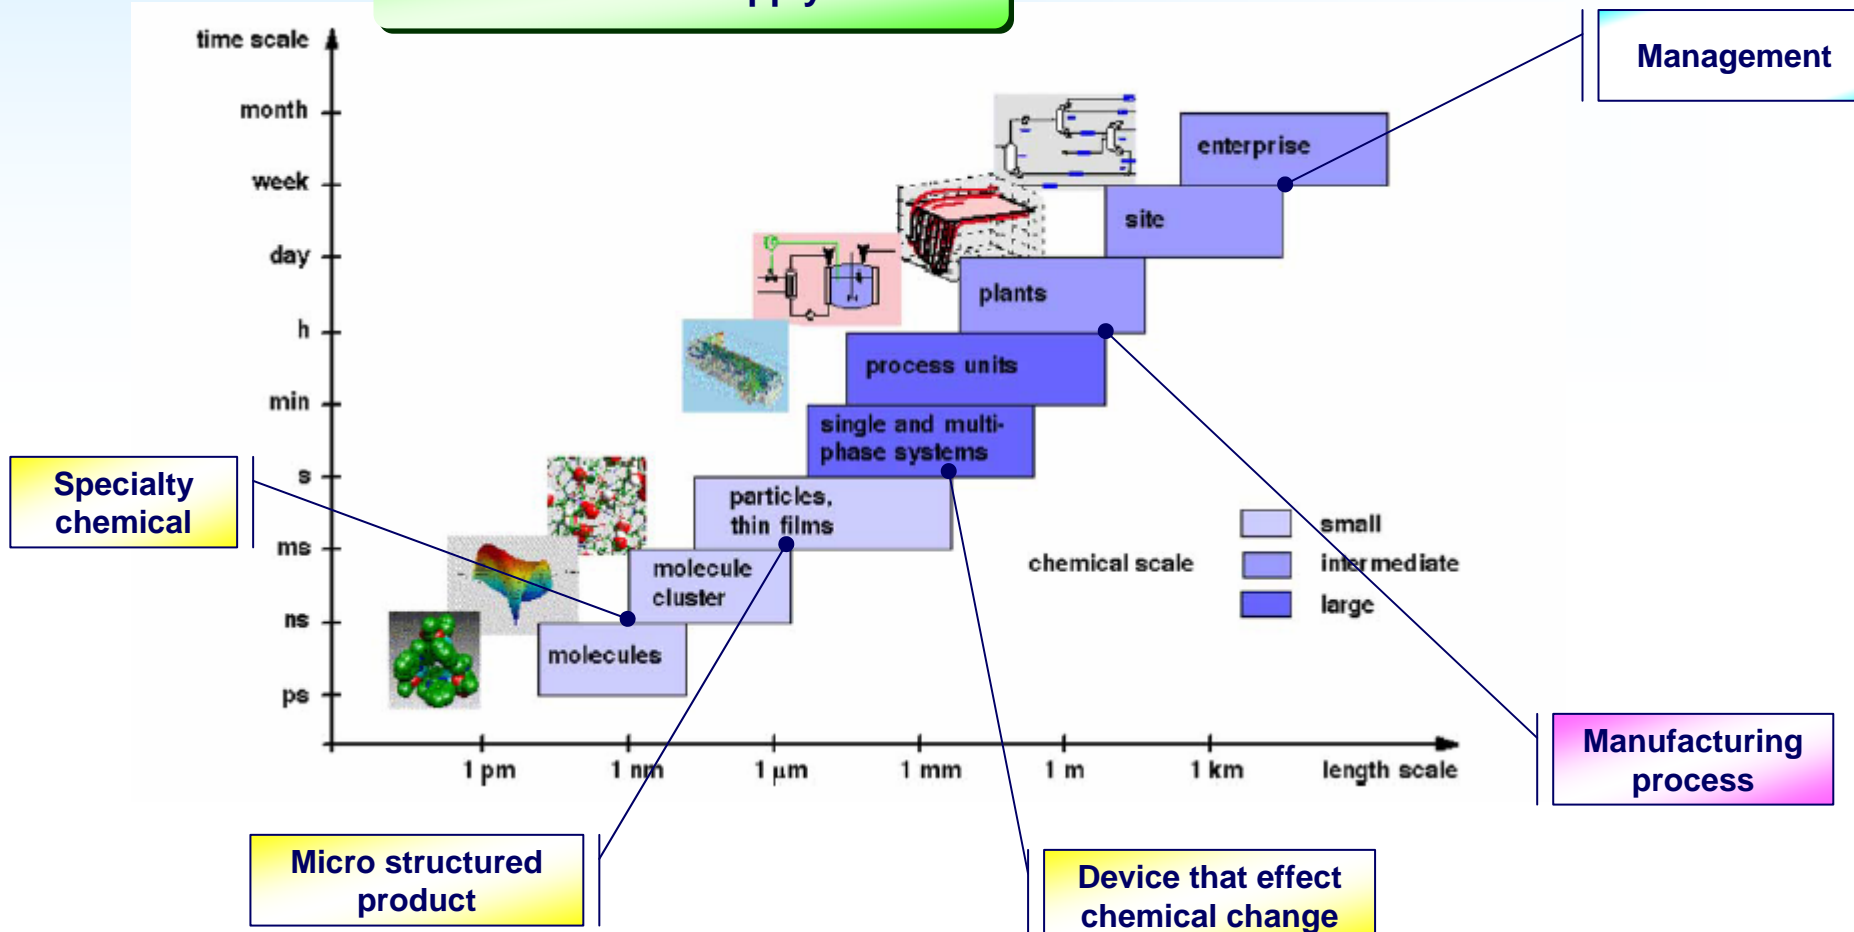 time scale
month
week
day
h
min
s
ms
ns
ps
Management
enterprise
site
plants
process units
single and multi-
phase systems
particles,
thin films
molecule
cluster
molecules
Specialty
chemical
chemical scale
small
intermediate
large
1 pm
1 nm
1 μm
1 mm
1 m
1 km
length scale
Manufacturing
process
Micro structured
product
Device that effect
chemical change